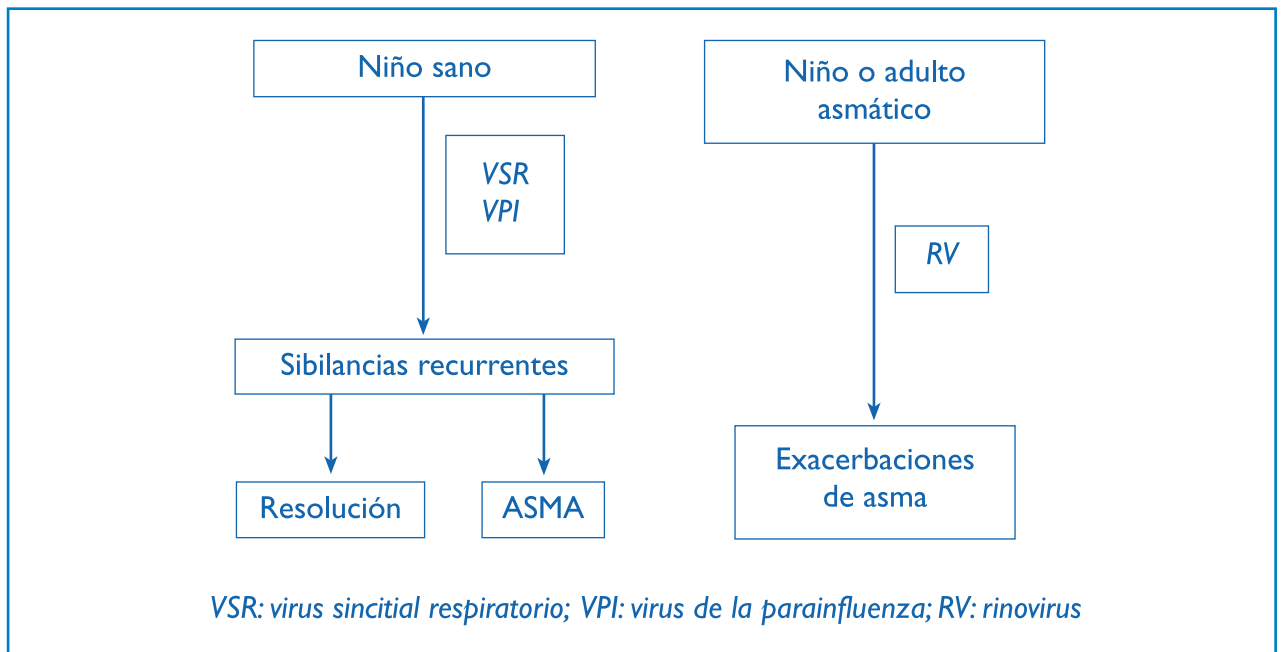 Niño sano
VSR
VPI
Sibilancias recurrentes
Resolución
ASMA
Niño o adulto
asmático
RV
Exacerbaciones
de asma
VSR: virus sincitial respiratorio; VPI: virus de la parainfluenza; RV: rinovirus